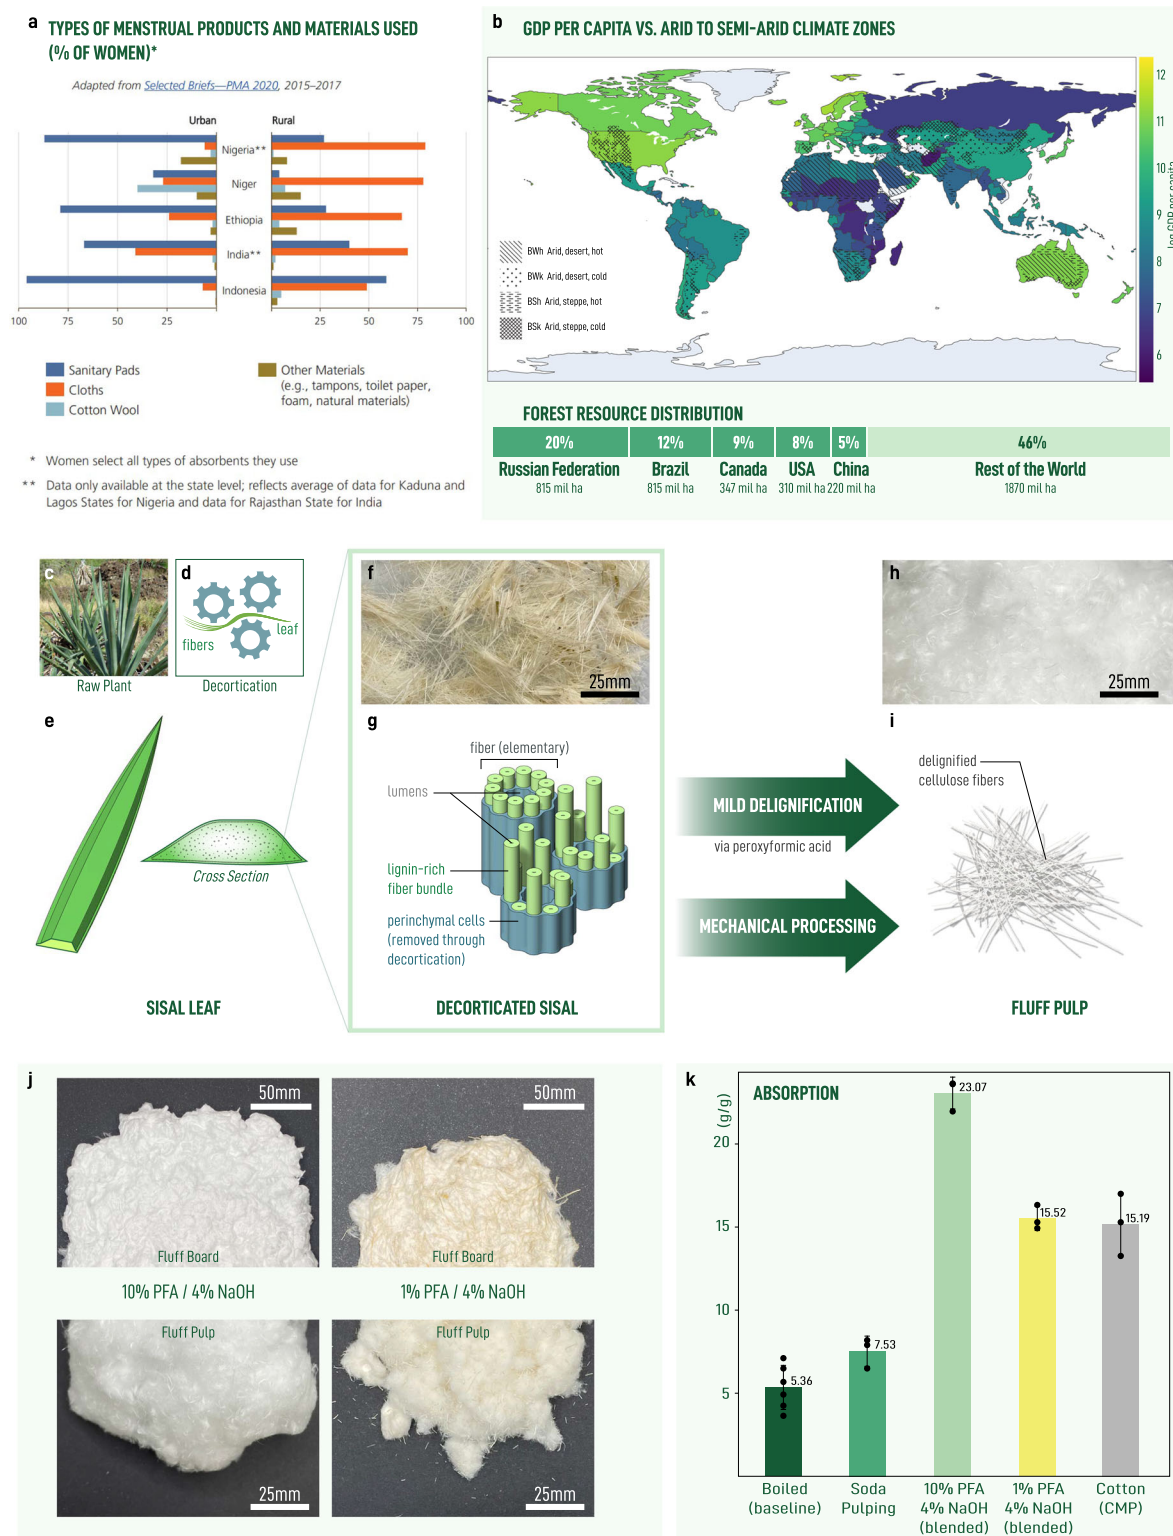 a TYPES OF MENSTRUAL PRODUCTS AND MATERIALS USED
(% OF WOMEN)*
Adapted from Selected Briefs—PMA 2020, 2015–2017
Urban
Rural
Nigeria**
Niger
Ethiopia
India**
Indonesia
100 75 50 25 25 50 75 100
Sanitary Pads
Cloths
Cotton Wool
Other Materials
(e.g., tampons, toilet paper,
foam, natural materials)
* Women select all types of absorbents they use
** Data only available at the state level; reflects average of data for Kaduna and
Lagos States for Nigeria and data for Rajasthan State for India
b GDP PER CAPITA VS. ARID TO SEMI-ARID CLIMATE ZONES
BWh Arid, desert, hot
BWk Arid, desert, cold
BSh Arid, steppe, hot
BSk Arid, steppe, cold
12
11
10
9
8
7
6
log GDP per capita
FOREST RESOURCE DISTRIBUTION
20% 12% 9% 8% 5% 46%
Russian Federation Brazil Canada USA China Rest of the World
815 mil ha 815 mil ha 347 mil ha 310 mil ha 220 mil ha 1870 mil ha
c
Raw Plant
d
leaf
fibers
Decortication
e
Cross Section
SISAL LEAF
f
25mm
g
fiber (elementary)
lumens
lignin-rich
fiber bundle
perinchymal cells
(removed through
decortication)
DECORTICATED SISAL
MILD DELIGNIFICATION
via peroxyformic acid
MECHANICAL PROCESSING
h
25mm
i
delignified
cellulose fibers
FLUFF PULP
j
50mm
50mm
Fluff Board
Fluff Board
10% PFA / 4% NaOH
1% PFA / 4% NaOH
Fluff Pulp
Fluff Pulp
25mm
25mm
k
ABSORPTION
(g/g)
20
15
10
5
5.36
7.53
23.07
15.52
15.19
Boiled
(baseline)
Soda
Pulping
10% PFA
4% NaOH
(blended)
1% PFA
4% NaOH
(blended)
Cotton
(CMP)